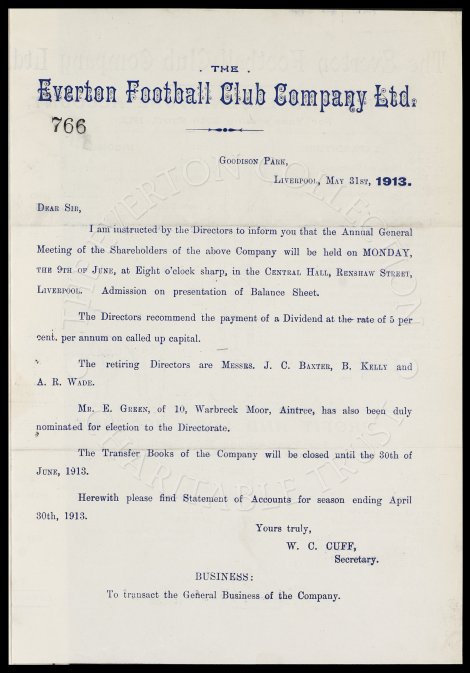 . THE .
Everton Football Club Company Ltd.
766
GOODISON PARK,
LIVERPOOL, MAY 31ST, 1913.
DEAR SIR,
I am instructed by the Directors to inform you that the Annual General
Meeting of the Shareholders of the above Company will be held on MONDAY,
THE 9TH OF JUNE, at Eight o'clock sharp, in the CENTRAL HALL, RENSHAW STREET,
LIVERPOOL. Admission on presentation of Balance Sheet.
The Directors recommend the payment of a Dividend at the rate of 5 per
cent. per annum on called up capital.
The retiring Directors are MESSRS. J. C. BAXTER, B. KELLY and
A. R. WADE.
MR. E. GREEN, of 10, Warbreck Moor, Aintree, has also been duly
nominated for election to the Directorate.
The Transfer Books of the Company will be closed until the 30th of
JUNE, 1913.
Herewith please find Statement of Accounts for season ending April
30th, 1913.
Yours truly,
W. C. CUFF,
Secretary.
BUSINESS:
To transact the General Business of the Company.
THE EVERTON COLLECTION
CHARITABLE TRUST